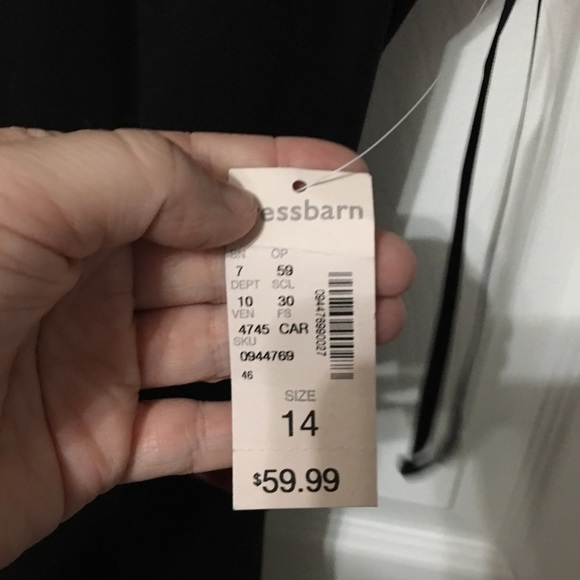 essbarn
SN OP
7 59
DEPT SCL
10 30
VEN FS
4745 CAR
SKU
0944769
46
SIZE
14
$59.99